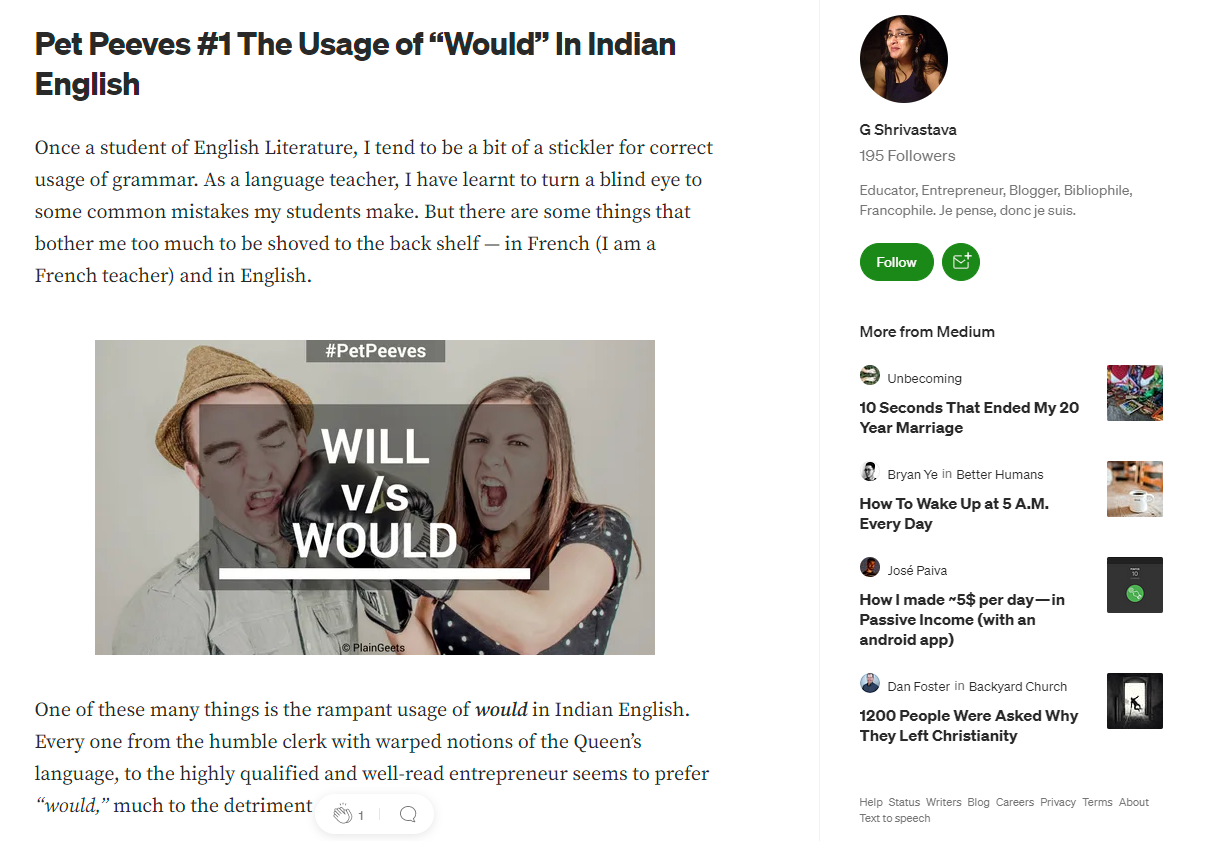 Pet Peeves #1 The Usage of “Would” In Indian
English
Once a student of English Literature, I tend to be a bit of a stickler for correct
usage of grammar. As a language teacher, I have learnt to turn a blind eye to
some common mistakes my students make. But there are some things that
bother me too much to be shoved to the back shelf — in French (I am a
French teacher) and in English.
#PetPeeves
WILL
v/s
WOULD
© PlainGeets
One of these many things is the rampant usage of would in Indian English.
Every one from the humble clerk with warped notions of the Queen’s
language, to the highly qualified and well-read entrepreneur seems to prefer
“would,” much to the detriment
1
G Shrivastava
195 Followers
Educator, Entrepreneur, Blogger, Bibliophile,
Francophile. Je pense, donc je suis.
Follow
More from Medium
Unbecoming
10 Seconds That Ended My 20
Year Marriage
Bryan Ye in Better Humans
How To Wake Up at 5 A.M.
Every Day
José Paiva
How I made ~5$ per day—in
Passive Income (with an
android app)
10
Dan Foster in Backyard Church
1200 People Were Asked Why
They Left Christianity
Help Status Writers Blog Careers Privacy Terms About
Text to speech